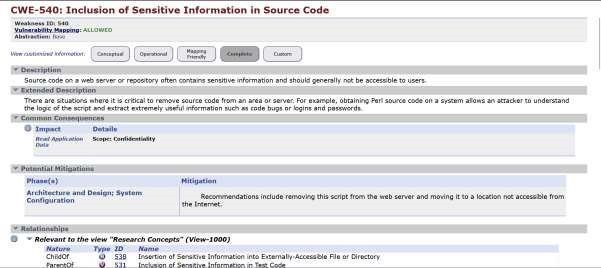 CWE-540: Inclusion of Sensitive Information in Source Code
Weakness ID: 540
Vulnerability Mapping: ALLOWED
Abstraction: Base
View customized information: Conceptual Operational Mapping Friendly Complete Custom
Description
Source code on a web server or repository often contains sensitive information and should generally not be accessible to users.
Extended Description
There are situations where it is critical to remove source code from an area or server. For example, obtaining Perl source code on a system allows an attacker to understand
the logic of the script and extract extremely useful information such as code bugs or logins and passwords.
Common Consequences
Impact Details
Read Application Scope: Confidentiality
Data
Potential Mitigations
Phase(s) Mitigation
Architecture and Design; System
Configuration
Recommendations include removing this script from the web server and moving it to a location not accessible from
the Internet.
Relationships
Relevant to the view "Research Concepts" (View-1000)
Nature Type ID Name
ChildOf 538 Insertion of Sensitive Information into Externally-Accessible File or Directory
ParentOf 531 Inclusion of Sensitive Information in Test Code